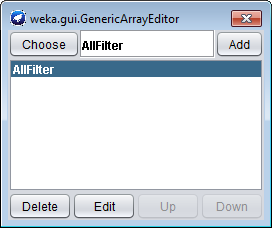 weka.gui.GenericArrayEditor
Choose AllFilter Add
AllFilter
Delete Edit Up Down